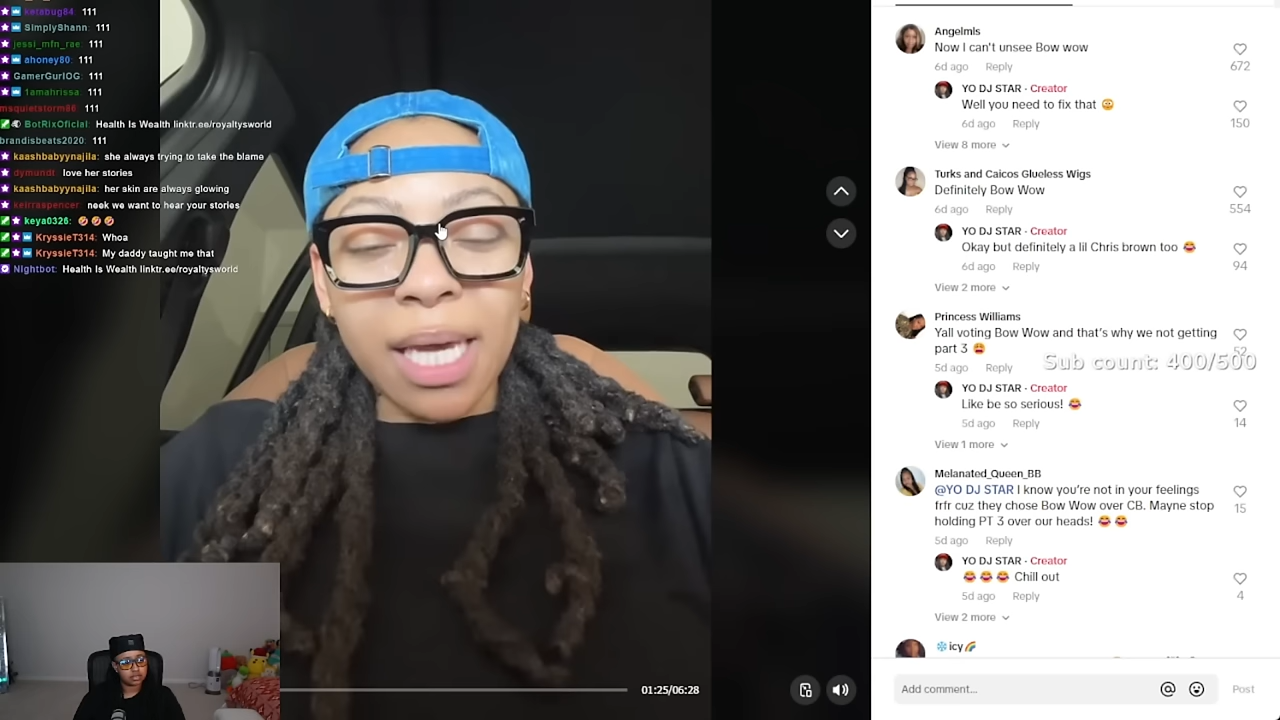 ketabug84 111
SimplyShann: 111
jessi_mfn_rae: 111
ahoney80: 111
GamerGurlOG: 111
1amahrissa: 111
msquietstorm86 111
BotRixOficial: Health Is Wealth linktr.ee/royaltysworld
brandisbeats2020: 111
kaashbabyynajila: she always trying to take the blame
dymundt: love her stories
kaashbabyynajila: her skin are always glowing
keirraspencer: neek we want to hear your stories
keya0326: 🤣🤣🤣
KryssieT314: Whoa
KryssieT314: My daddy taught me that
Nightbot: Health Is Wealth linktr.ee/royaltysworld
01:25/06:28
Angelmls
Now I can't unsee Bow wow
6d ago Reply
672
YO DJ STAR · Creator
Well you need to fix that 😳
6d ago Reply
150
View 8 more
Turks and Caicos Glueless Wigs
Definitely Bow Wow
6d ago Reply
554
YO DJ STAR · Creator
Okay but definitely a lil Chris brown too 😂
6d ago Reply
94
View 2 more
Princess Williams
Yall voting Bow Wow and that's why we not getting
part 3 😩
5d ago Reply
52
Sub count: 400/500
YO DJ STAR · Creator
Like be so serious! 😂
5d ago Reply
14
View 1 more
Melanated_Queen_BB
@YO DJ STAR I know you're not in your feelings
frfr cuz they chose Bow Wow over CB. Mayne stop
holding PT 3 over our heads! 😂😂
5d ago Reply
15
YO DJ STAR · Creator
😂😂😂 Chill out
5d ago Reply
4
View 2 more
❄️icy🌈
Add comment...
Post